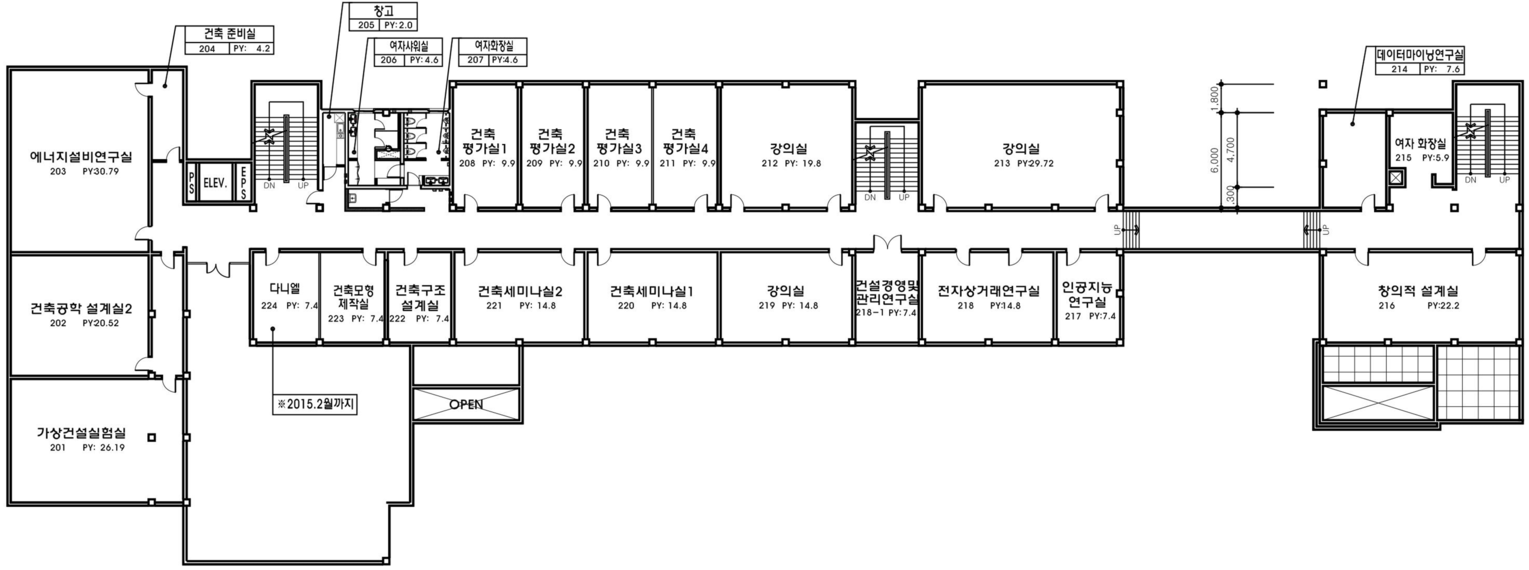 창고
205 PY:2.0
건축 준비실
204 PY: 4.2
여자샤워실
206 PY:4.6
여자화장실
207 PY:4.6
데이터마이닝연구실
214 PY: 7.6
에너지설비연구실
203 PY:30.79
PS
ELEV.
EPS
DN
UP
건축
평가실1
208 PY: 9.9
건축
평가실2
209 PY: 9.9
건축
평가실3
210 PY: 9.9
건축
평가실4
211 PY: 9.9
강의실
212 PY: 19.8
DN
UP
강의실
213 PY:29.72
1,800
6,000
4,700
,300
여자 화장실
215 PY:5.9
DN
UP
UP
UP
건축공학 설계실2
202 PY:20.52
다니엘
224 PY: 7.4
건축모형
제작실
223 PY: 7.4
건축구조
설계실
222 PY: 7.4
건축세미나실2
221 PY: 14.8
건축세미나실1
220 PY: 14.8
강의실
219 PY: 14.8
건설경영및
관리연구실
218-1 PY:7.4
전자상거래연구실
218 PY:14.8
인공지능
연구실
217 PY:7.4
창의적 설계실
216 PY:22.2
※2015.2월까지
OPEN
가상건설실험실
201 PY: 26.19